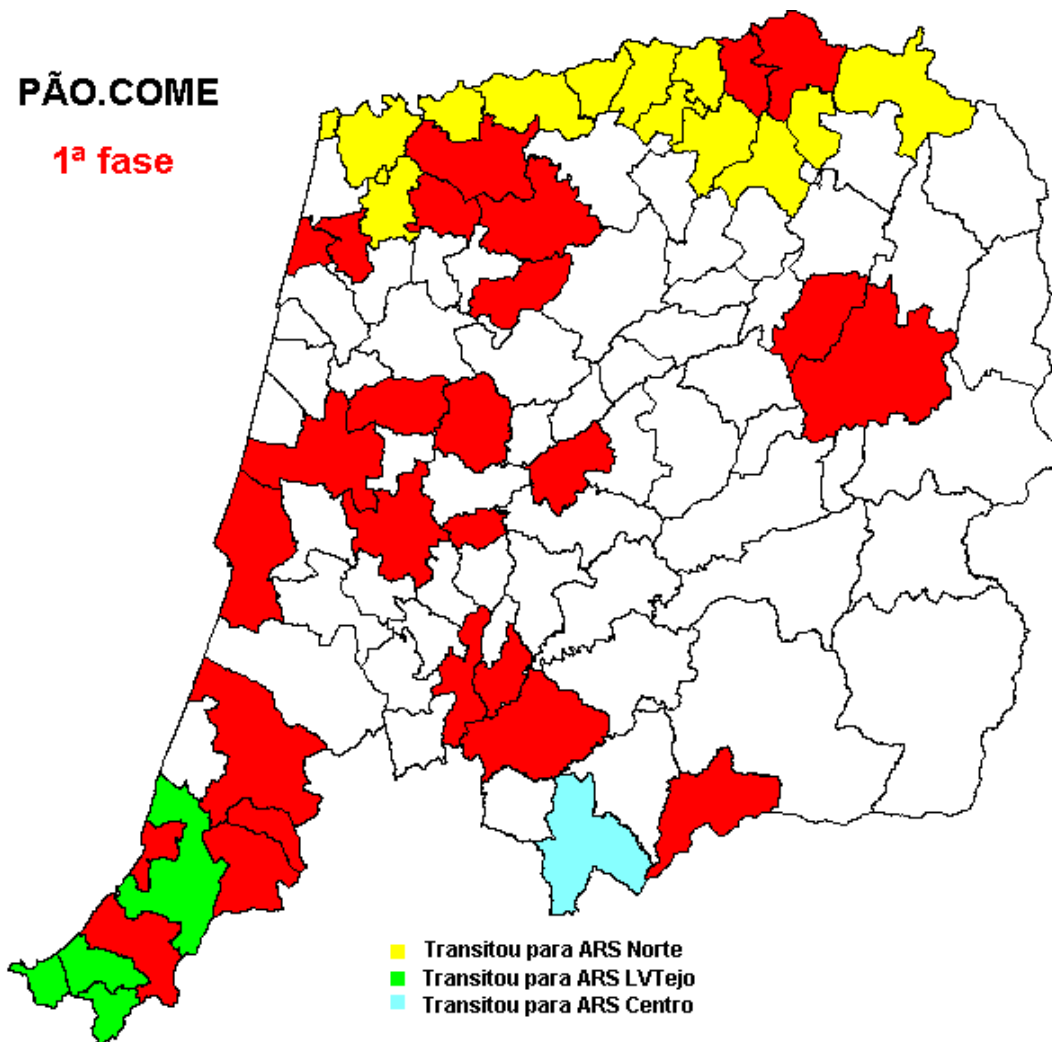 PÃO.COME
1ª fase
Transitou para ARS Norte
Transitou para ARS LVTejo
Transitou para ARS Centro